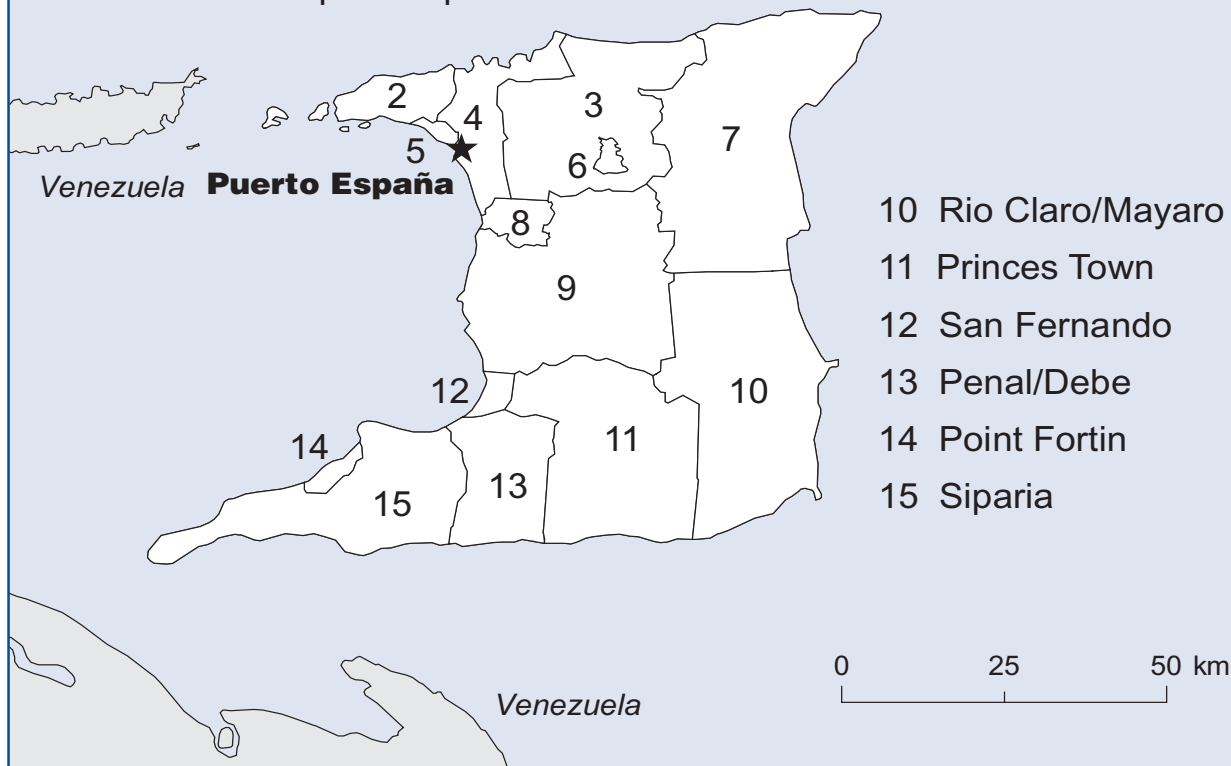 2
3
4
5
6
7
Venezuela Puerto España
8
9
10
11
12
13
14
15
10 Rio Claro/Mayaro
11 Princes Town
12 San Fernando
13 Penal/Debe
14 Point Fortin
15 Siparia
0 25 50 km
Venezuela